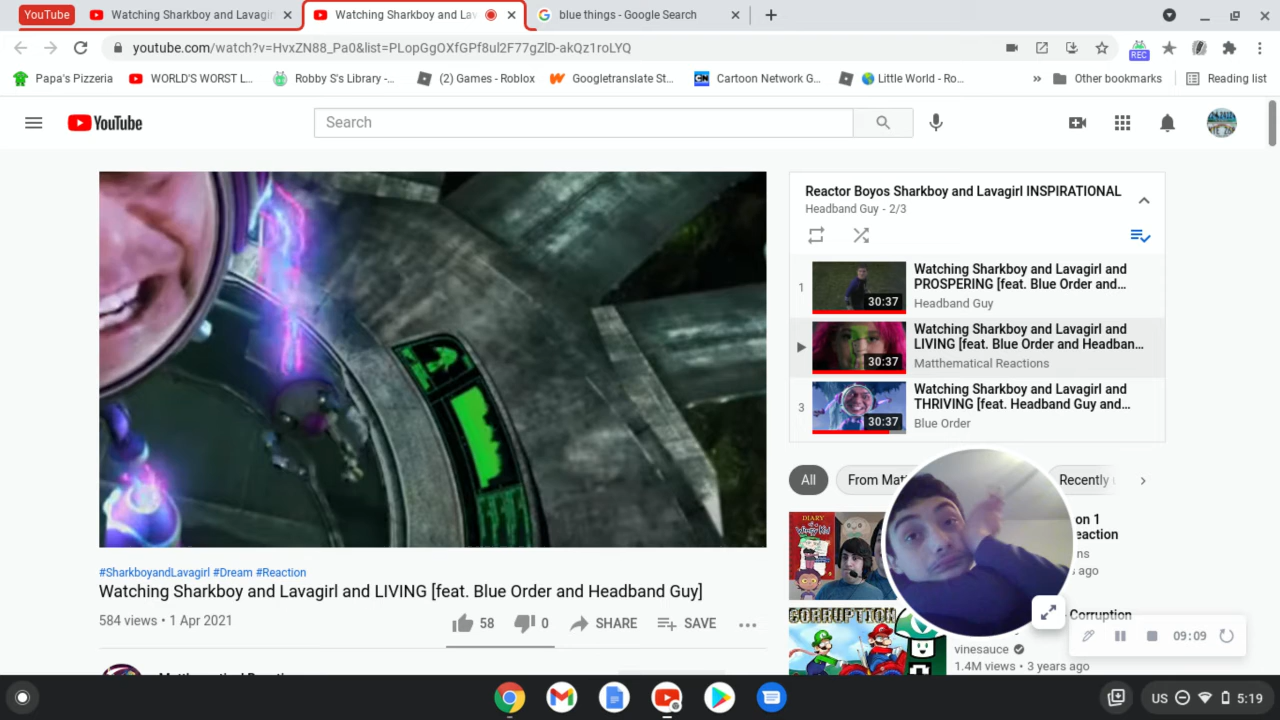 YouTube
Watching Sharkboy and Lavagir
Watching Sharkboy and Lav
blue things - Google Search
youtube.com/watch?v=HvxZN88_Pa0&list=PLopGgOXfGPf8ul2F77gZlD-akQz1roLYQ
REC
Papa's Pizzeria
WORLD'S WORST L...
Robby S's Library -...
(2) Games - Roblox
Googletranslate St...
CN
Cartoon Network G...
Little World - Ro...
»
Other bookmarks
Reading list
YouTube
Search
Reactor Boyos Sharkboy and Lavagirl INSPIRATIONAL
Headband Guy - 2/3
1
30:37
Watching Sharkboy and Lavagirl and
PROSPERING [feat. Blue Order and...
Headband Guy
30:37
Watching Sharkboy and Lavagirl and
LIVING [feat. Blue Order and Headban...
Matthematical Reactions
3
30:37
Watching Sharkboy and Lavagirl and
THRIVING [feat. Headband Guy and...
Blue Order
All
From Mat
Recently
DIARY
on 1
eaction
ns
ago
#SharkboyandLavagirl #Dream #Reaction
Watching Sharkboy and Lavagirl and LIVING [feat. Blue Order and Headband Guy]
584 views • 1 Apr 2021
58
0
SHARE
SAVE
CORRUPTION
Corruption
vinesauce
1.4M views • 3 years ago
09:09
US
5:19